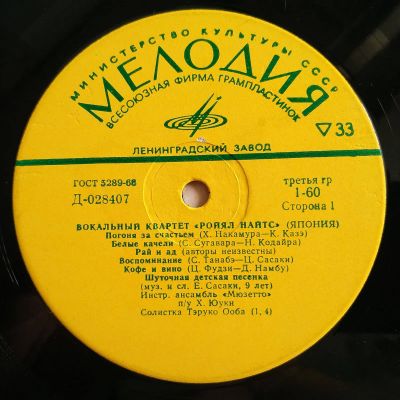 МИНИСТЕРСТВО КУЛЬТУРЫ СССР
МЕЛОДИЯ
ВСЕСОЮЗНАЯ ФИРМА ГРАМПЛАСТИНОК
▽33
ЛЕНИНГРАДСКИЙ ЗАВОД
ГОСТ 5289-68
Д-028407
третья гр
1-60
Сторона 1
ВОКАЛЬНЫЙ КВАРТЕТ «РОЙЯЛ НАЙТС» (ЯПОНИЯ)
Погоня за счастьем (Х. Накамура—К. Казэ)
Белые качели (С. Сугавара—Н. Кодайра)
Рай и ад (авторы неизвестны)
Воспоминание (С. Танабэ—Ц. Сасаки)
Кофе и вино (Ц. Фудзи—Д. Намбу)
Шуточная детская песенка
(муз. и сл. Е. Сасаки, 9 лет)
Инстр. ансамбль «Мюзетто»
п/у Х. Юуки
Солистка Тэруко Ооба (1, 4)